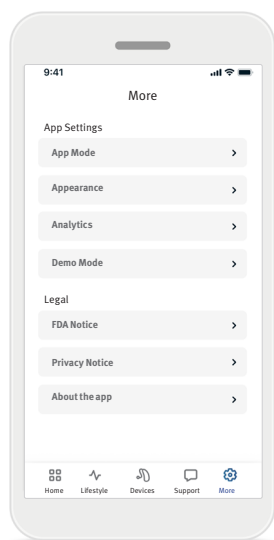 9:41
More
App Settings
App Mode
Appearance
Analytics
Demo Mode
Legal
FDA Notice
Privacy Notice
About the app
Home Lifestyle Devices Support More